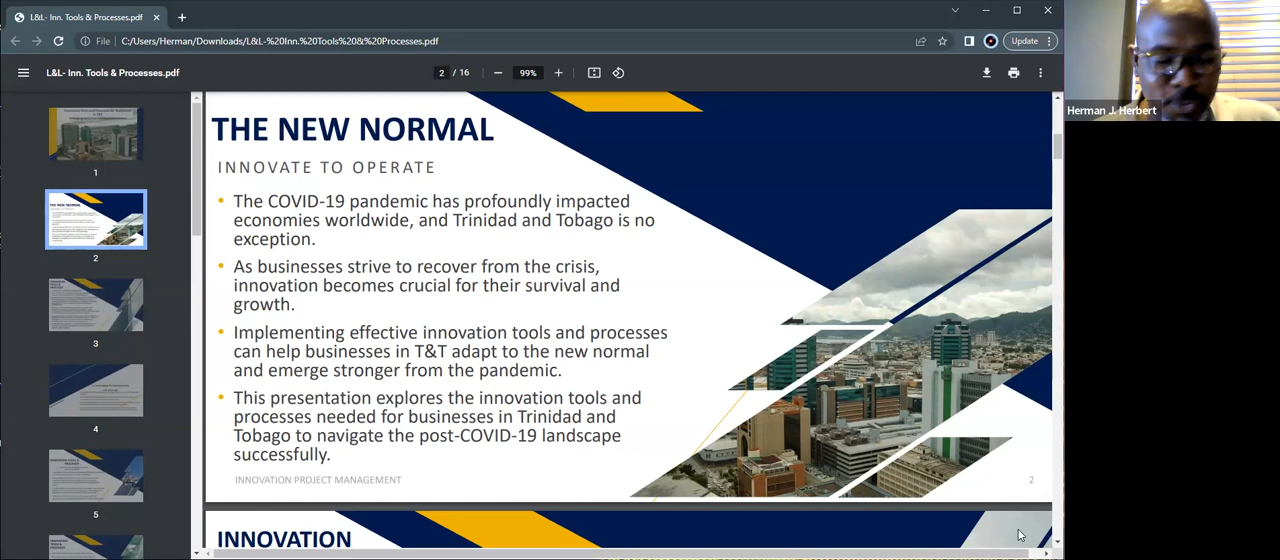 L&L- Inn. Tools & Processes.pdf
File
C:/Users/Herman/Downloads/L&L-%20Inn.%20Tools%20&%20Processes.pdf
Update
L&L- Inn. Tools & Processes.pdf
2 / 16
99%
Herman J. Herbert
1
2
3
4
5
THE NEW NORMAL
INNOVATE TO OPERATE
• The COVID-19 pandemic has profoundly impacted
economies worldwide, and Trinidad and Tobago is no
exception.
• As businesses strive to recover from the crisis,
innovation becomes crucial for their survival and
growth.
• Implementing effective innovation tools and processes
can help businesses in T&T adapt to the new normal
and emerge stronger from the pandemic.
• This presentation explores the innovation tools and
processes needed for businesses in Trinidad and
Tobago to navigate the post-COVID-19 landscape
successfully.
INNOVATION PROJECT MANAGEMENT
2
INNOVATION